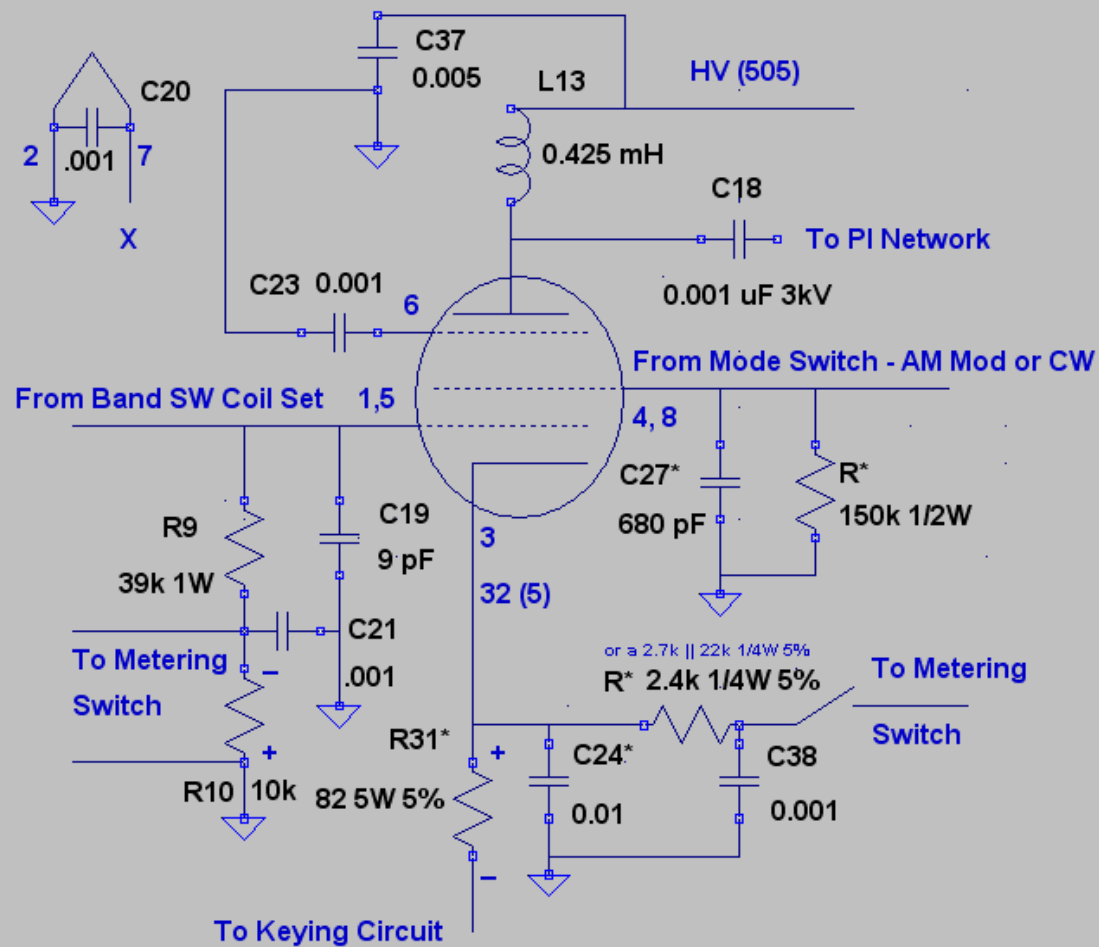 C37
0.005
HV (505)
C20
2 .001 7
X
L13
0.425 mH
C18
To PI Network
0.001 uF 3kV
C23 0.001
6
From Mode Switch - AM Mod or CW
From Band SW Coil Set 1,5
4, 8
C27*
680 pF
R*
150k 1/2W
R9
39k 1W
C19
9 pF
3
32 (5)
C21
.001
To Metering
Switch
–
+
R10 10k
or a 2.7k || 22k 1/4W 5%
R* 2.4k 1/4W 5%
To Metering
Switch
R31*
82 5W 5%
+
–
C24*
0.01
C38
0.001
To Keying Circuit